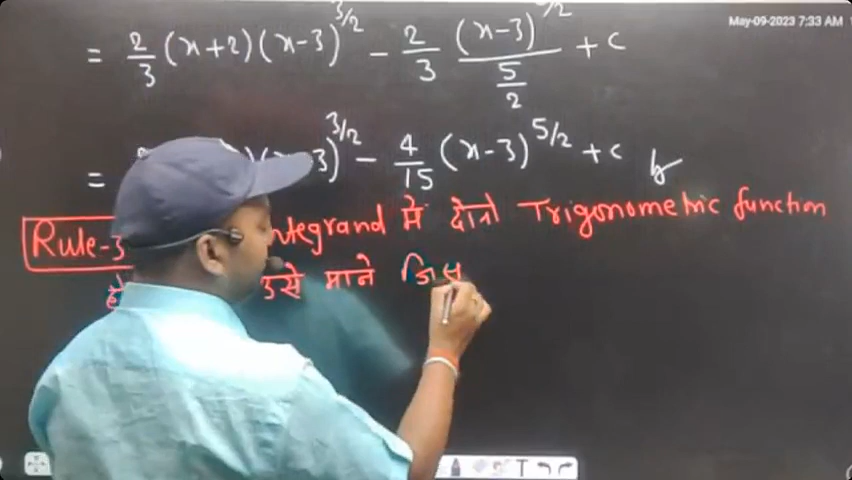 May-09-2023 7:33 AM
= 2/3 (x+2)(x-3)^3/2 - 2/3 (x-3)^5/2 / 5/2 + c
= (x-3)^3/2 - 4/15 (x-3)^5/2 + c
Rule-3 Integrand में दोनो Trigonometric function
उसे माने जिस